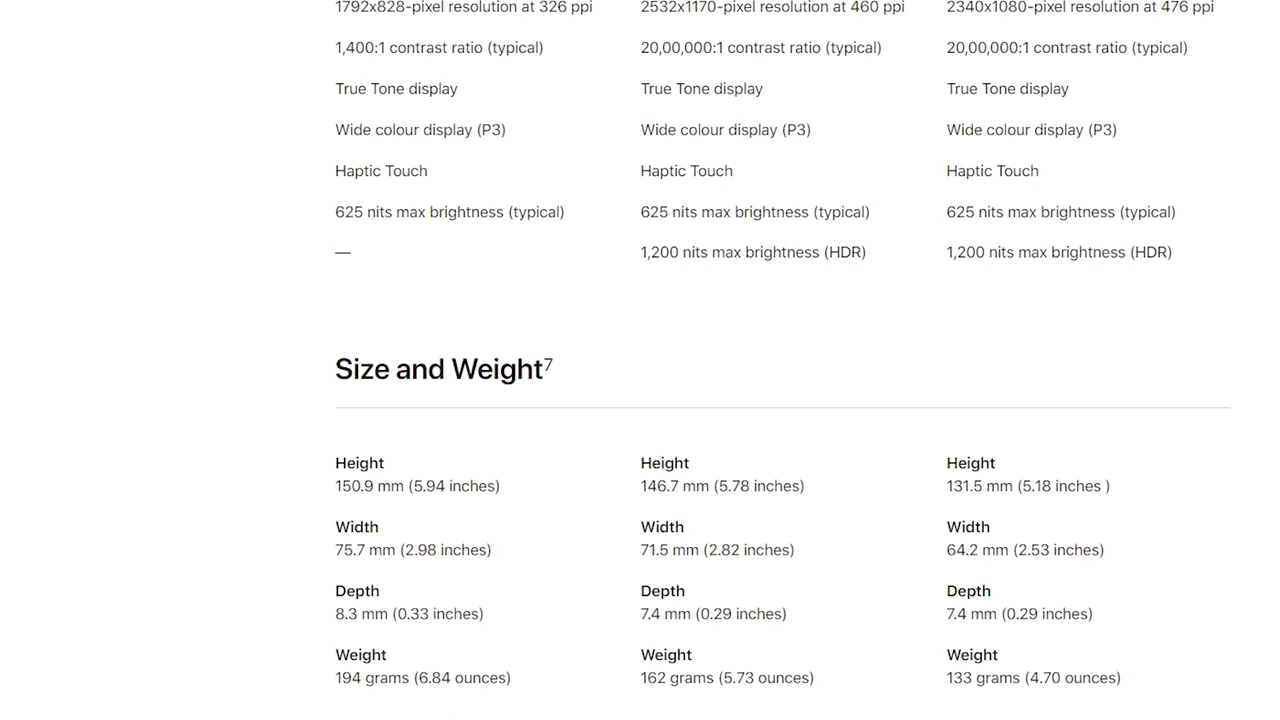 1792x828-pixel resolution at 326 ppi 2532x1170-pixel resolution at 460 ppi 2340x1080-pixel resolution at 476 ppi
1,400:1 contrast ratio (typical) 20,00,000:1 contrast ratio (typical) 20,00,000:1 contrast ratio (typical)
True Tone display True Tone display True Tone display
Wide colour display (P3) Wide colour display (P3) Wide colour display (P3)
Haptic Touch Haptic Touch Haptic Touch
625 nits max brightness (typical) 625 nits max brightness (typical) 625 nits max brightness (typical)
— 1,200 nits max brightness (HDR) 1,200 nits max brightness (HDR)
Size and Weight7
Height Height Height
150.9 mm (5.94 inches) 146.7 mm (5.78 inches) 131.5 mm (5.18 inches )
Width Width Width
75.7 mm (2.98 inches) 71.5 mm (2.82 inches) 64.2 mm (2.53 inches)
Depth Depth Depth
8.3 mm (0.33 inches) 7.4 mm (0.29 inches) 7.4 mm (0.29 inches)
Weight Weight Weight
194 grams (6.84 ounces) 162 grams (5.73 ounces) 133 grams (4.70 ounces)